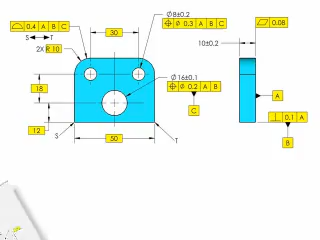 ⌓ 0.4 A B C
S ↔ T
2X R 10
30
Ø8±0.2
⌖ Ø 0.3 A B C
⏥ 0.08
10±0.2
18
12
Ø16±0.1
⌖ Ø 0.2 A B
C
A
⟂ 0.1 A
B
S
50
T